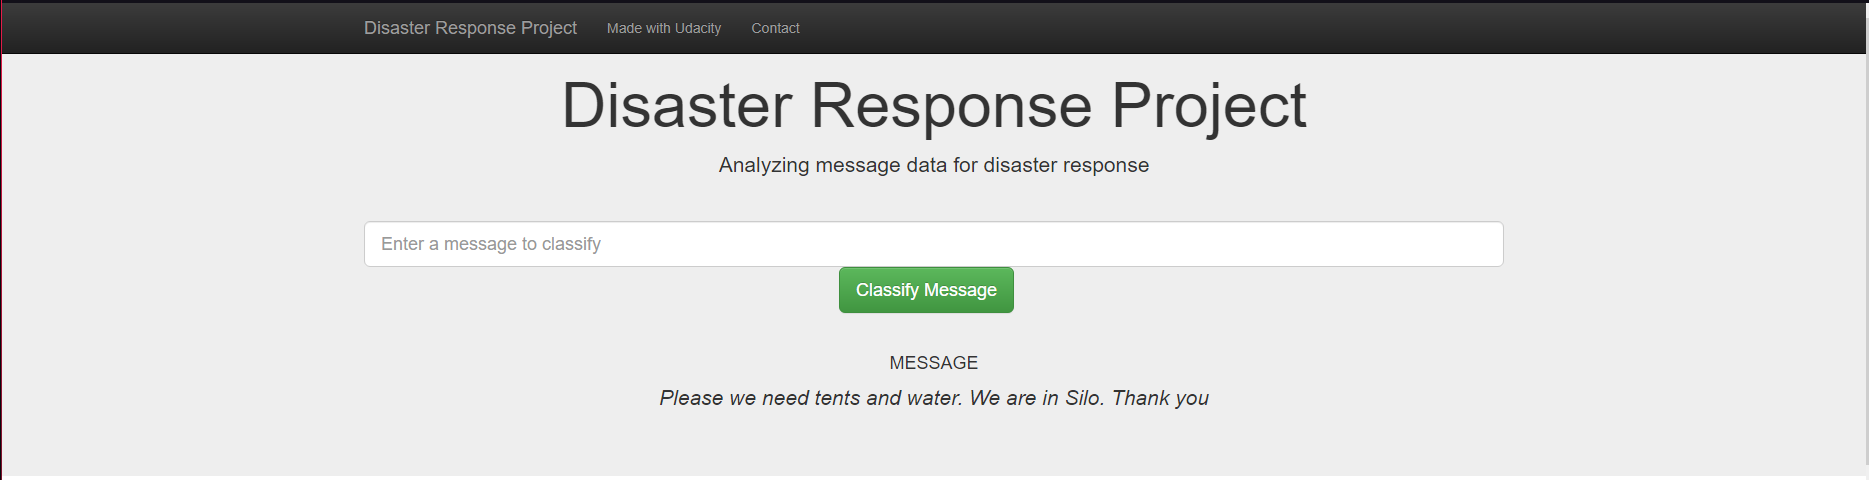 Disaster Response Project Made with Udacity Contact
Disaster Response Project
Analyzing message data for disaster response
Enter a message to classify
Classify Message
MESSAGE
Please we need tents and water. We are in Silo. Thank you